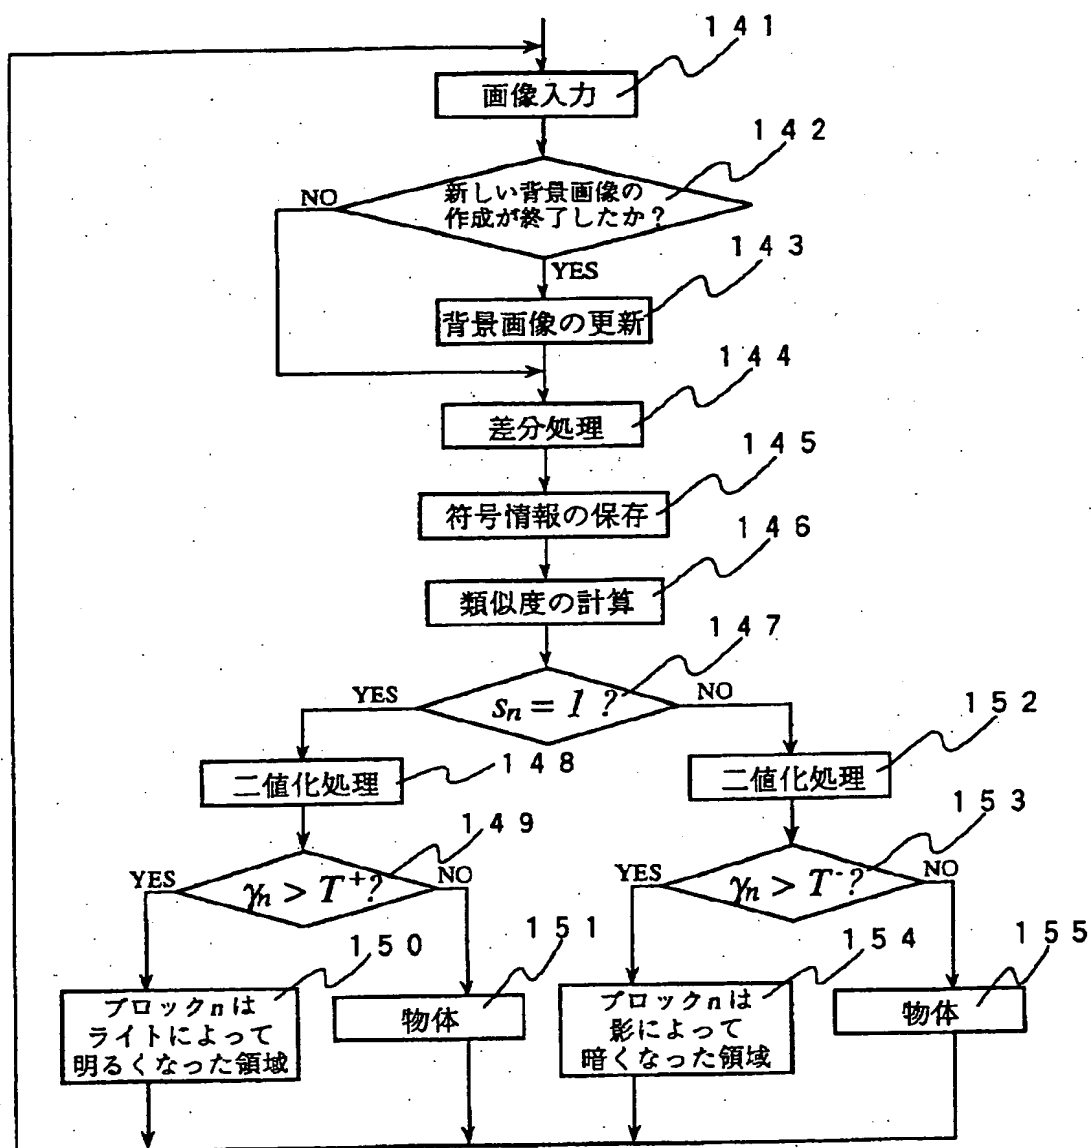 141
画像入力
142
新しい背景画像の
作成が終了したか？
NO
YES
143
背景画像の更新
144
差分処理
145
符号情報の保存
146
類似度の計算
147
sn = 1 ?
YES
NO
148
二値化処理
152
二値化処理
149
γn > T+?
YES
NO
153
γn > T-?
YES
NO
150
ブロックnは
ライトによって
明るくなった領域
151
物体
154
ブロックnは
影によって
暗くなった領域
155
物体